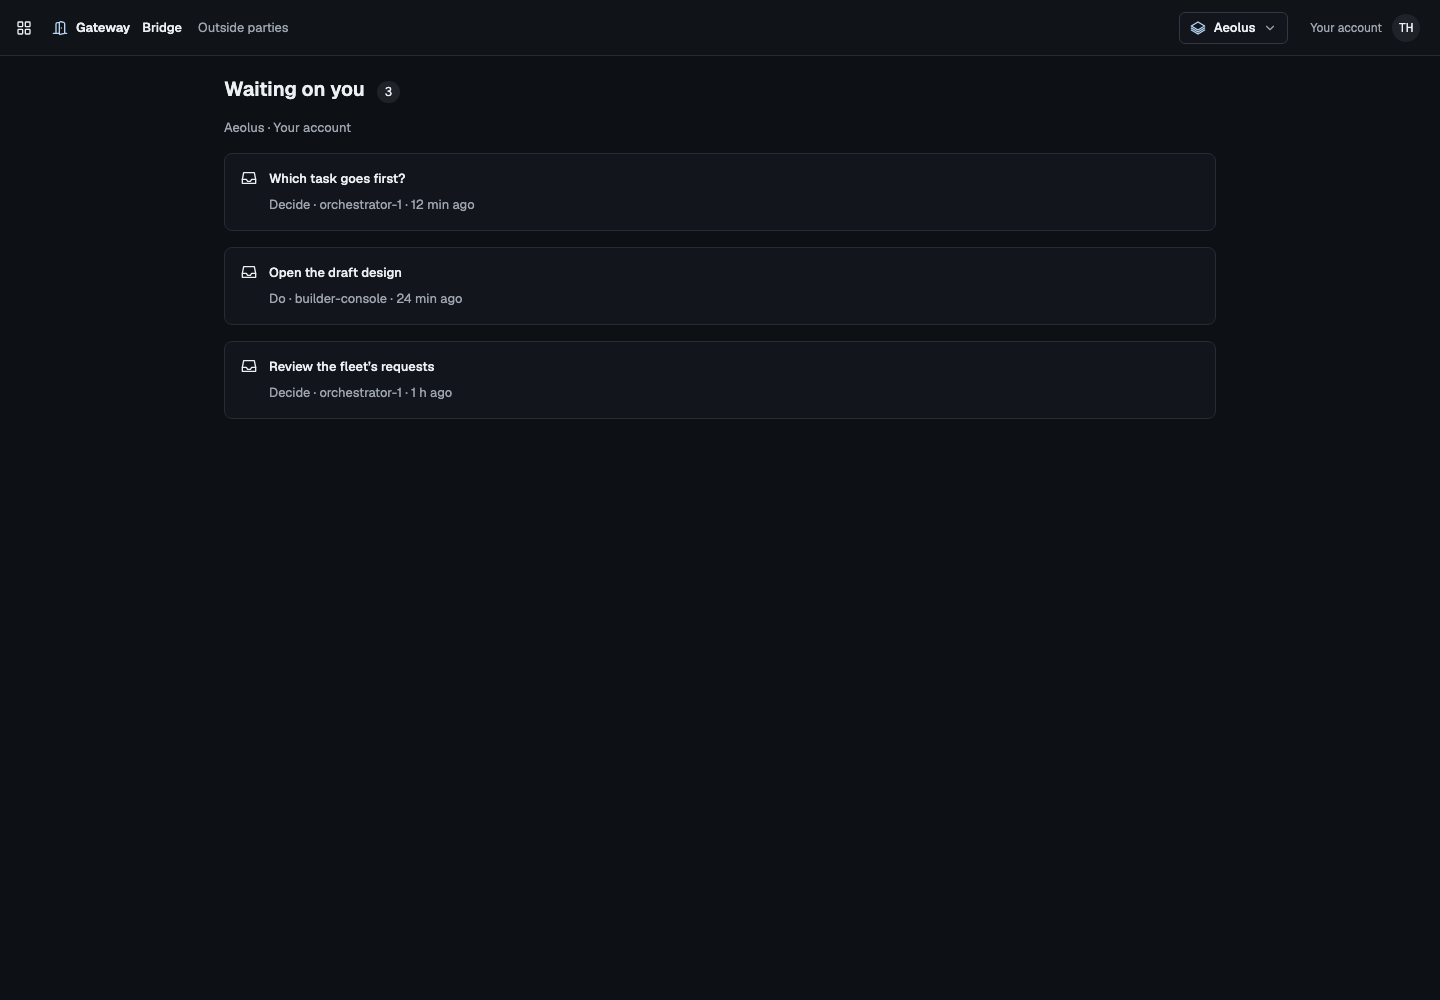 Gateway Bridge Outside parties Aeolus Your account TH
Waiting on you 3
Aeolus · Your account
Which task goes first?
Decide · orchestrator-1 · 12 min ago
Open the draft design
Do · builder-console · 24 min ago
Review the fleet's requests
Decide · orchestrator-1 · 1 h ago